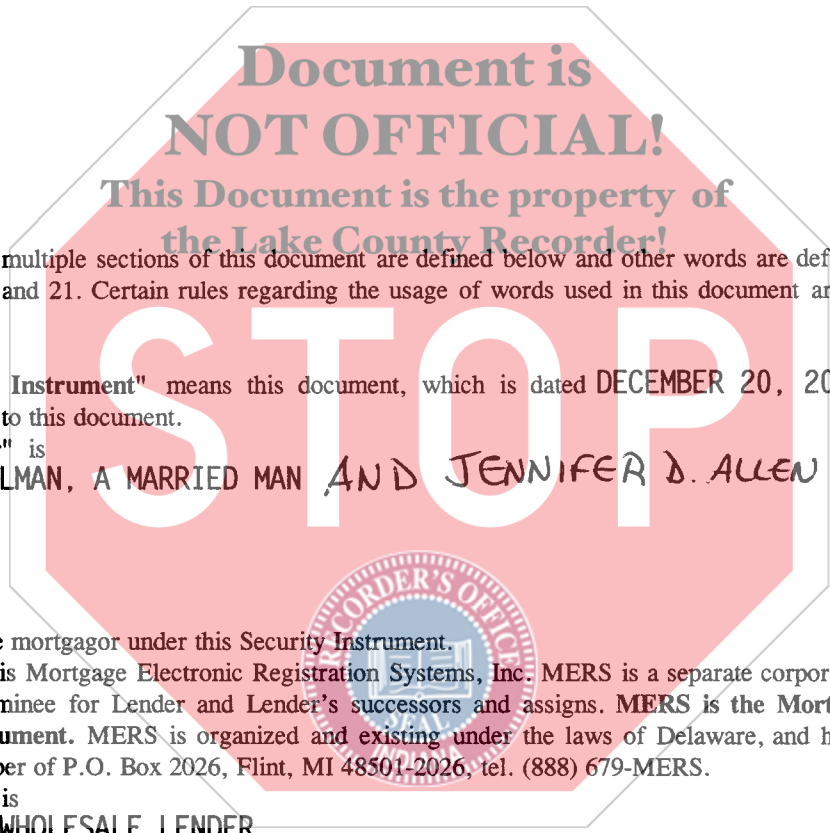 Document is
NOT OFFICIAL!
This Document is the property of
the Lake County Recorder!
multiple sections of this document are defined below and other words are def
and 21. Certain rules regarding the usage of words used in this document ar
STOP
Instrument" means this document, which is dated DECEMBER 20, 20
to this document.
" is
LMAN, A MARRIED MAN AND JENNIFER D. ALLEN
RECORDER'S OFFICE
SEAL
INDIANA
mortgagor under this Security Instrument.
is Mortgage Electronic Registration Systems, Inc. MERS is a separate corpor
minee for Lender and Lender's successors and assigns. MERS is the Mort
ument. MERS is organized and existing under the laws of Delaware, and h
er of P.O. Box 2026, Flint, MI 48501-2026, tel. (888) 679-MERS.
is
WHOLESALE LENDER